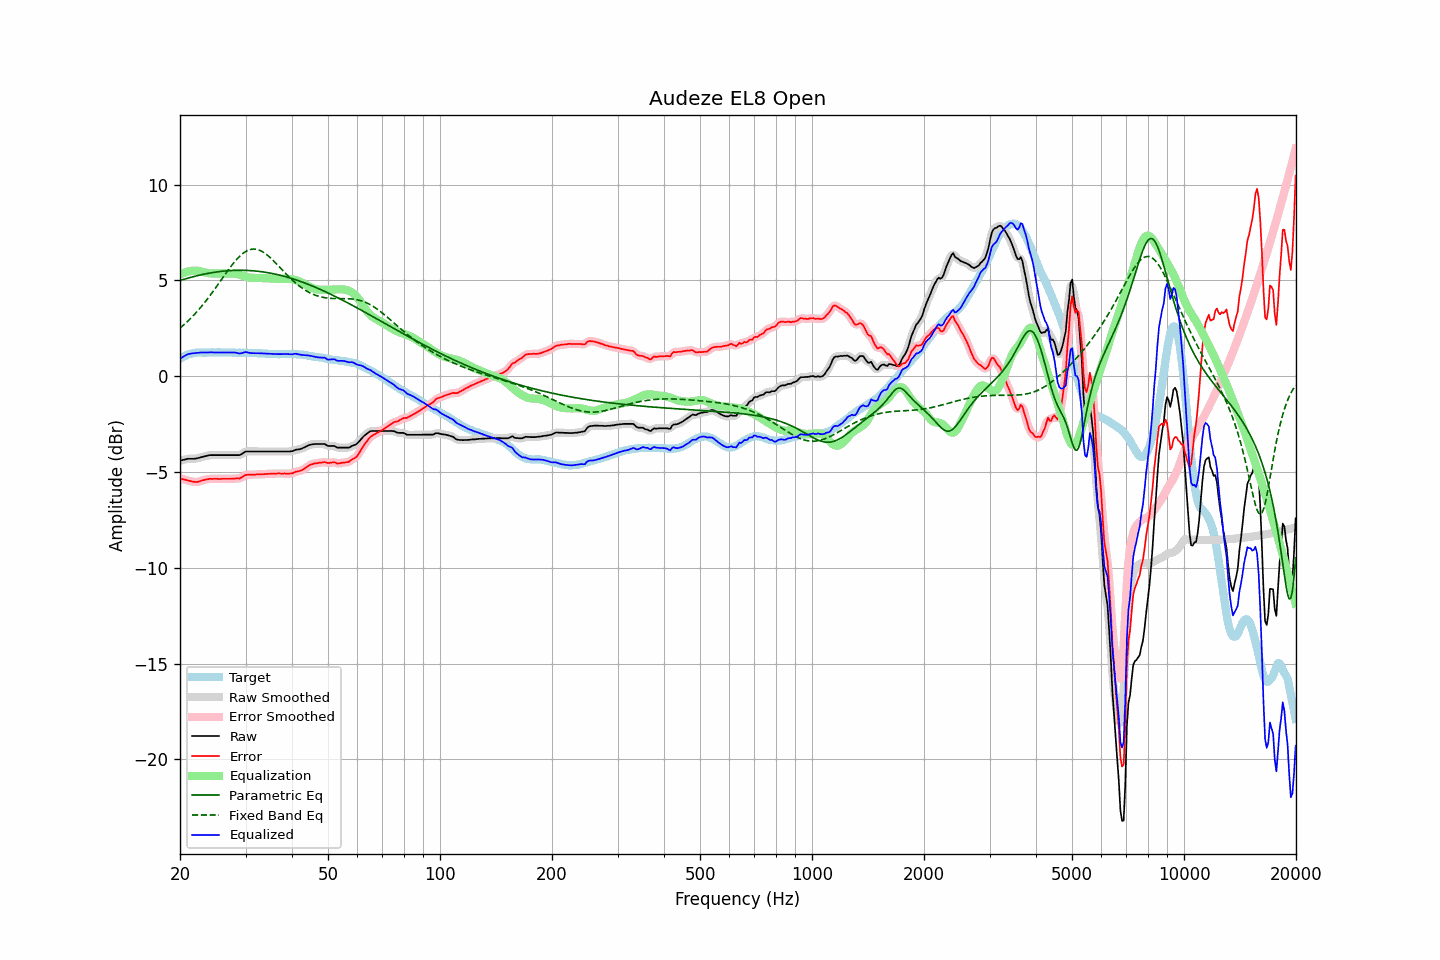 Audeze EL8 Open
Amplitude (dBr)
10
5
0
−5
−10
−15
−20
Target
Raw Smoothed
Error Smoothed
Raw
Error
Equalization
Parametric Eq
Fixed Band Eq
Equalized
20 50 100 200 500 1000 2000 5000 10000 20000
Frequency (Hz)